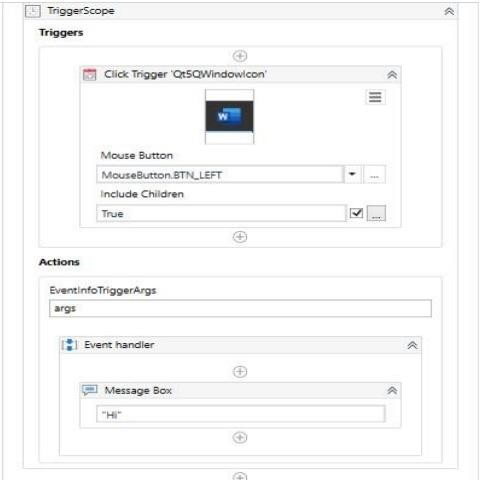 TriggerScope
Triggers
Click Trigger 'Qt5QWindowIcon'
W
Mouse Button
MouseButton.BTN_LEFT
...
Include Children
True
...
Actions
EventInfoTriggerArgs
args
Event handler
Message Box
"Hi"